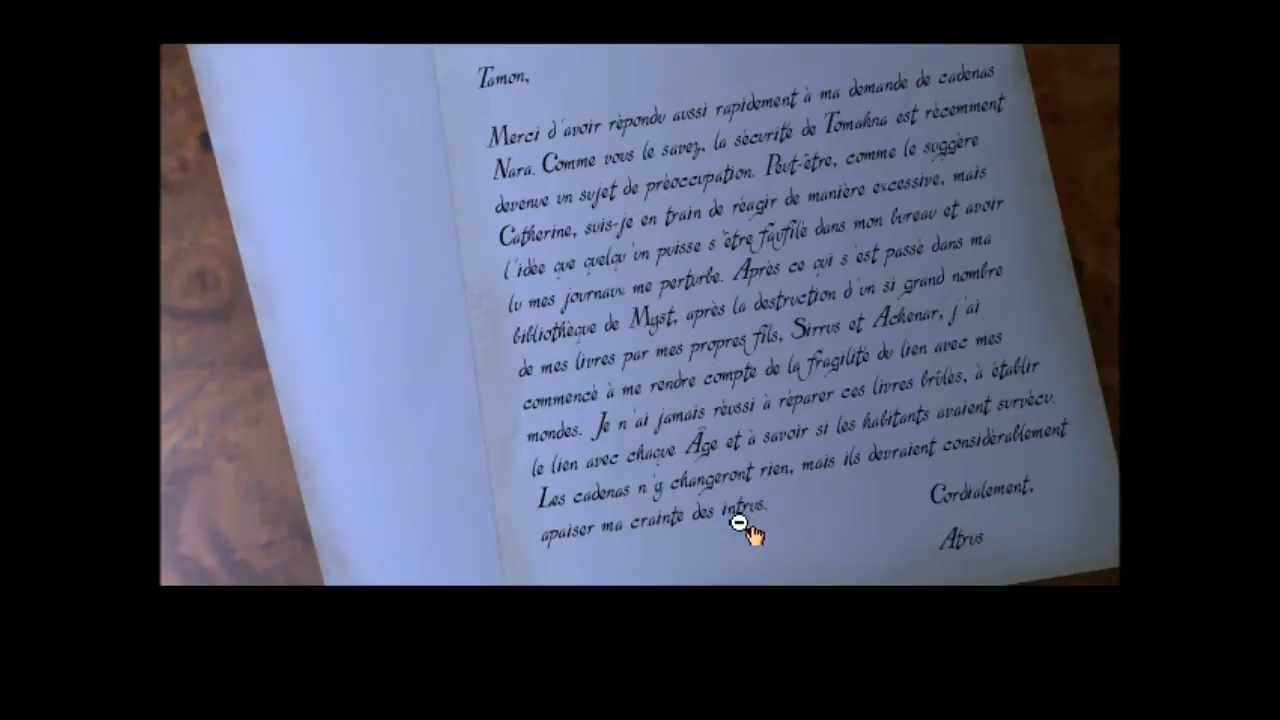 Tamon,
Merci d'avoir répondu aussi rapidement à ma demande de cadenas
Nara. Comme vous le savez, la sécurité de Tomahna est récemment
devenue un sujet de préoccupation. Peut-être, comme le suggère
Catherine, suis-je en train de réagir de manière excessive, mais
l'idée que quelqu'un puisse s'être faufilé dans mon bureau et avoir
lu mes journaux me perturbe. Après ce qui s'est passé dans ma
bibliothèque de Myst, après la destruction d'un si grand nombre
de mes livres par mes propres fils, Sirrus et Achenar, j'ai
commencé à me rendre compte de la fragilité du lien avec mes
mondes. Je n'ai jamais réussi à réparer ces livres brûlés, à établir
le lien avec chaque Âge et à savoir si les habitants avaient survécu.
Les cadenas n'y changeront rien, mais ils devraient considérablement
apaiser ma crainte des intrus.
Cordialement,
Atrus